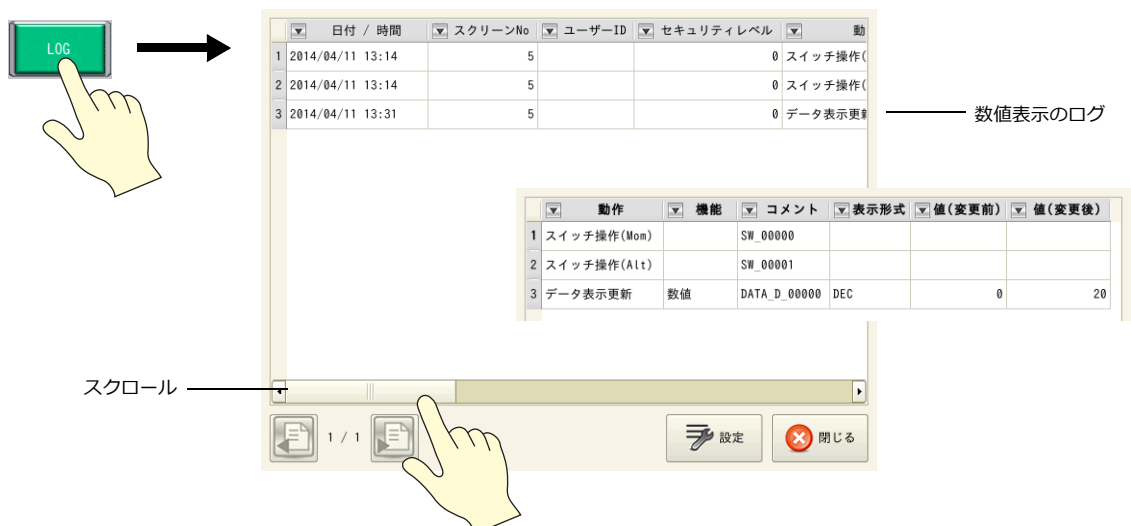 LOG
日付 / 時間 スクリーンNo ユーザーID セキュリティレベル 動
1 2014/04/11 13:14 5 0 スイッチ操作(
2 2014/04/11 13:14 5 0 スイッチ操作(
3 2014/04/11 13:31 5 0 データ表示更新
数値表示のログ
動作 機能 コメント 表示形式 値(変更前) 値(変更後)
1 スイッチ操作(Mom) SW_00000
2 スイッチ操作(Alt) SW_00001
3 データ表示更新 数値 DATA_D_00000 DEC 0 20
スクロール
1 / 1 設定 閉じる